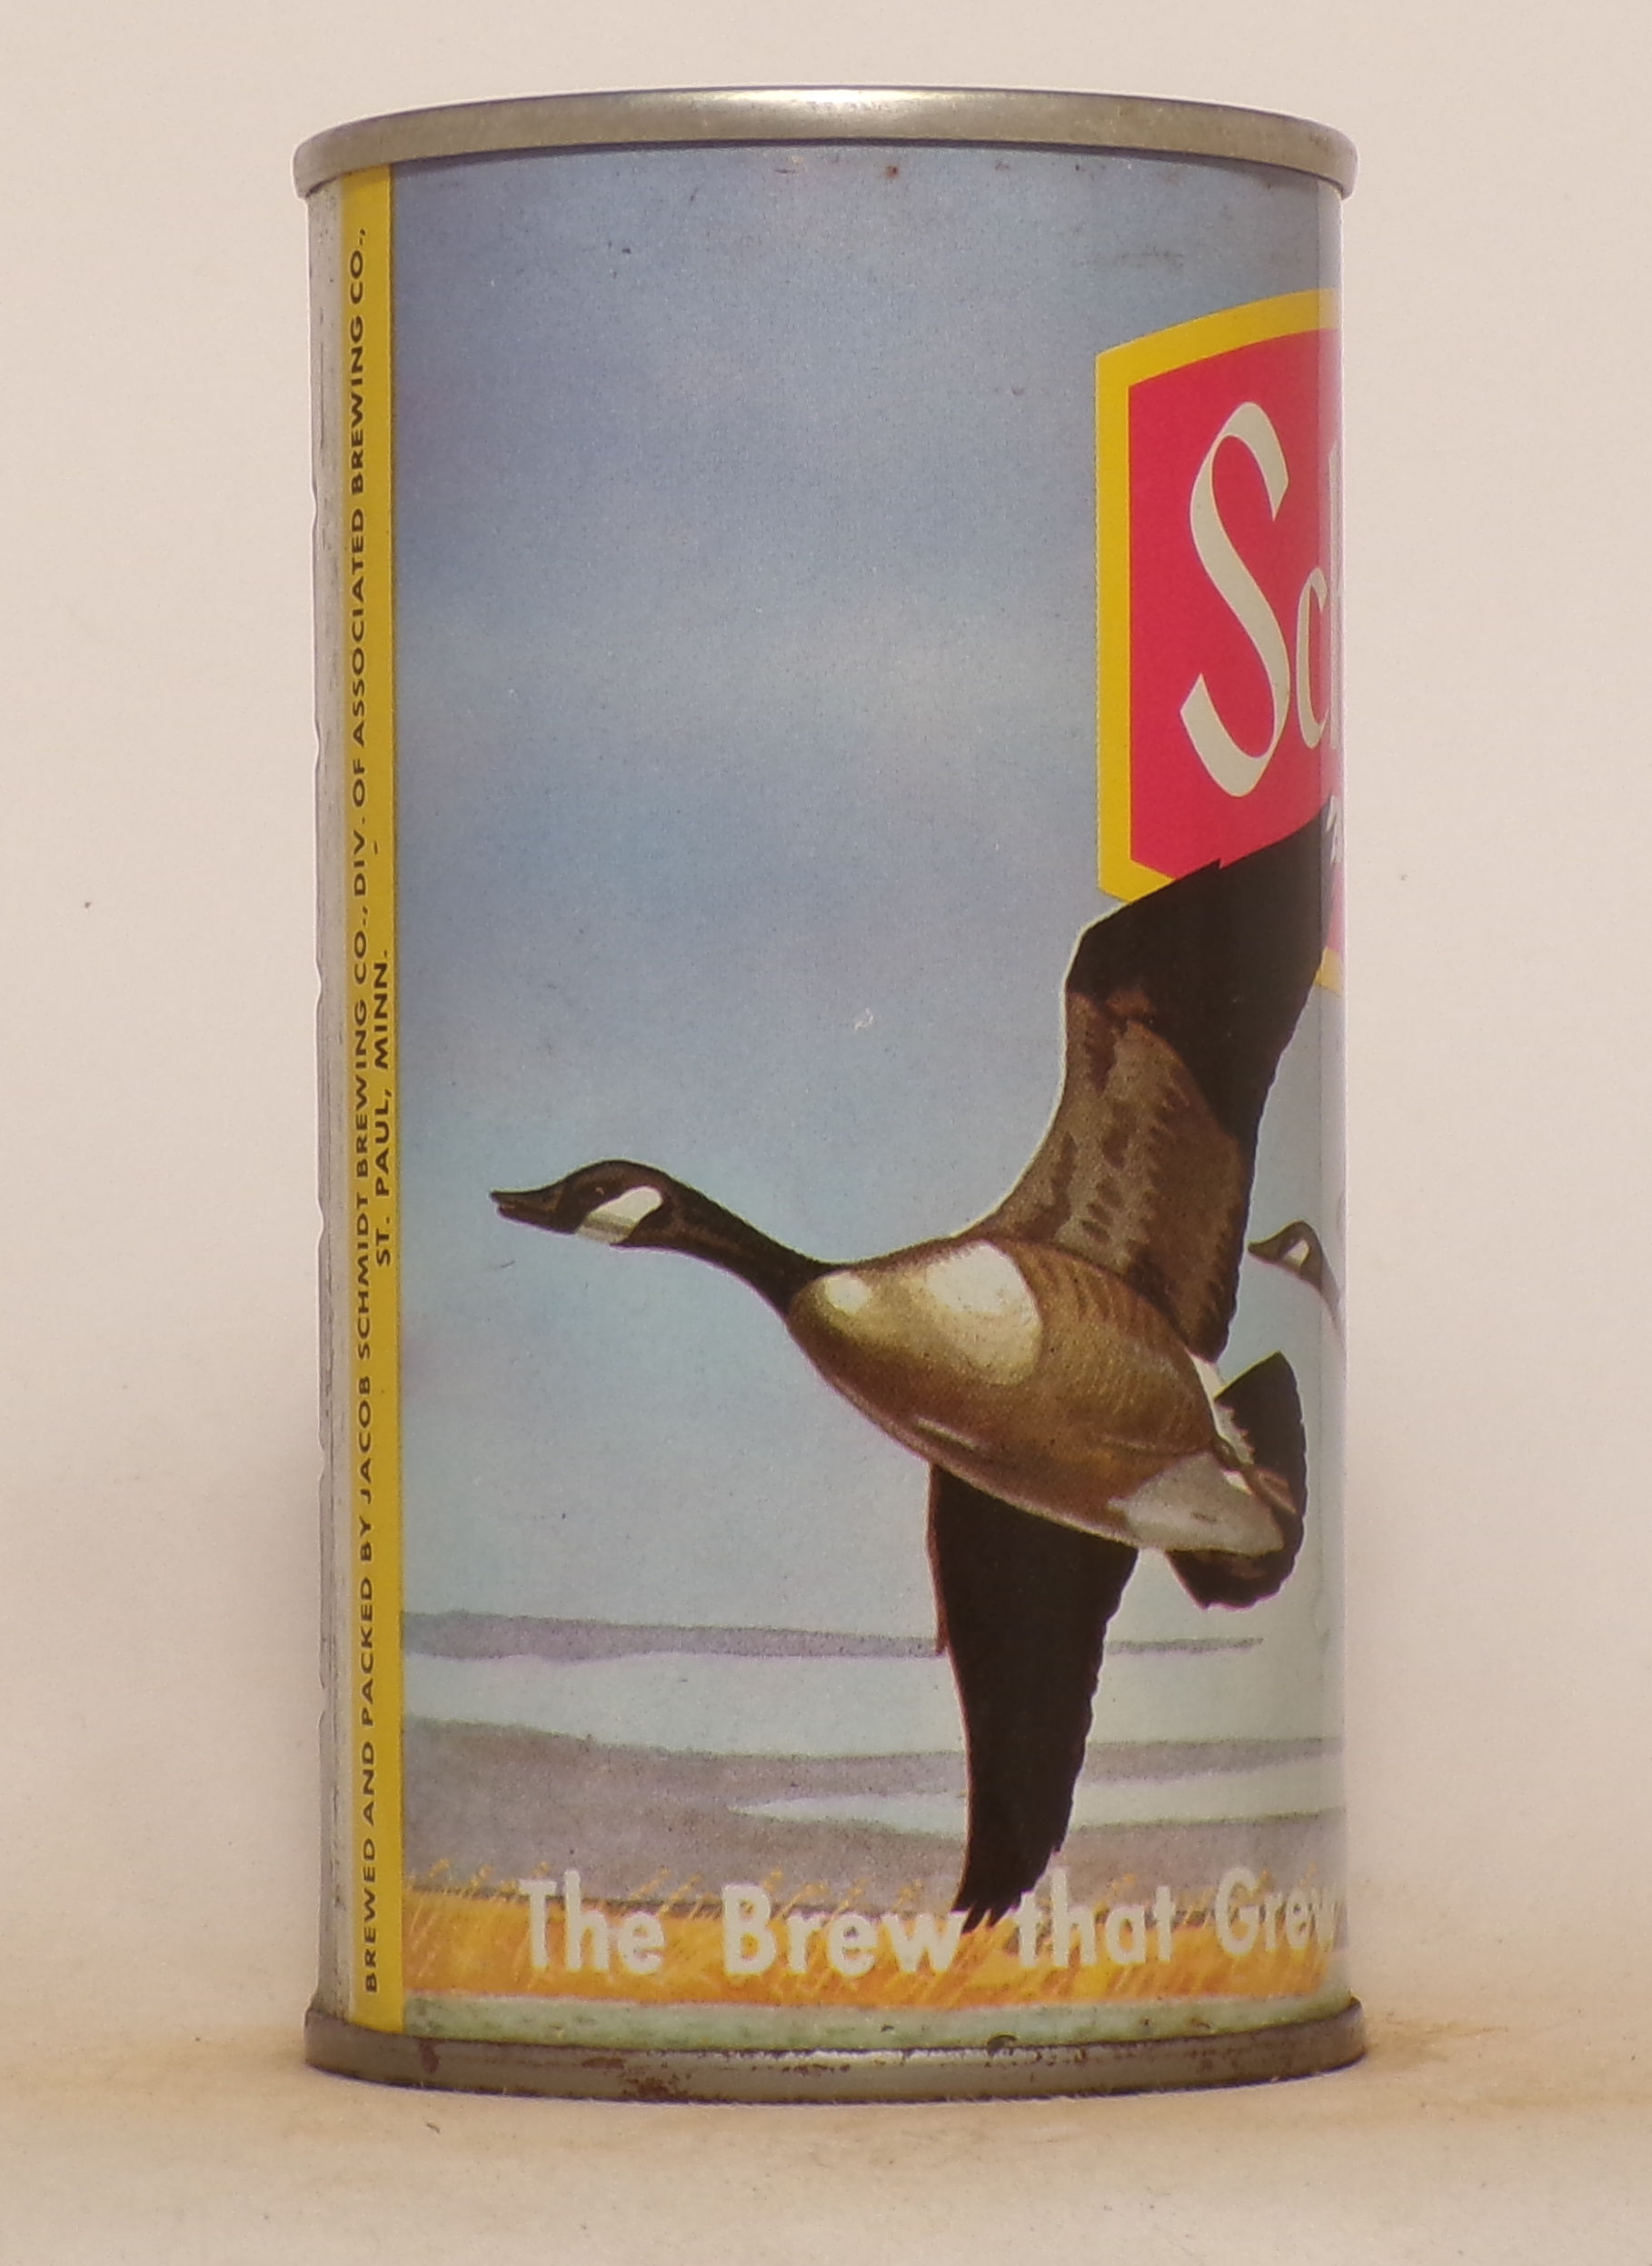 BREWED AND PACKED BY JACOB SCHMIDT BREWING CO., DIV. OF ASSOCIATED BREWING CO.,
ST. PAUL, MINN.
Sc
The Brew that Grew